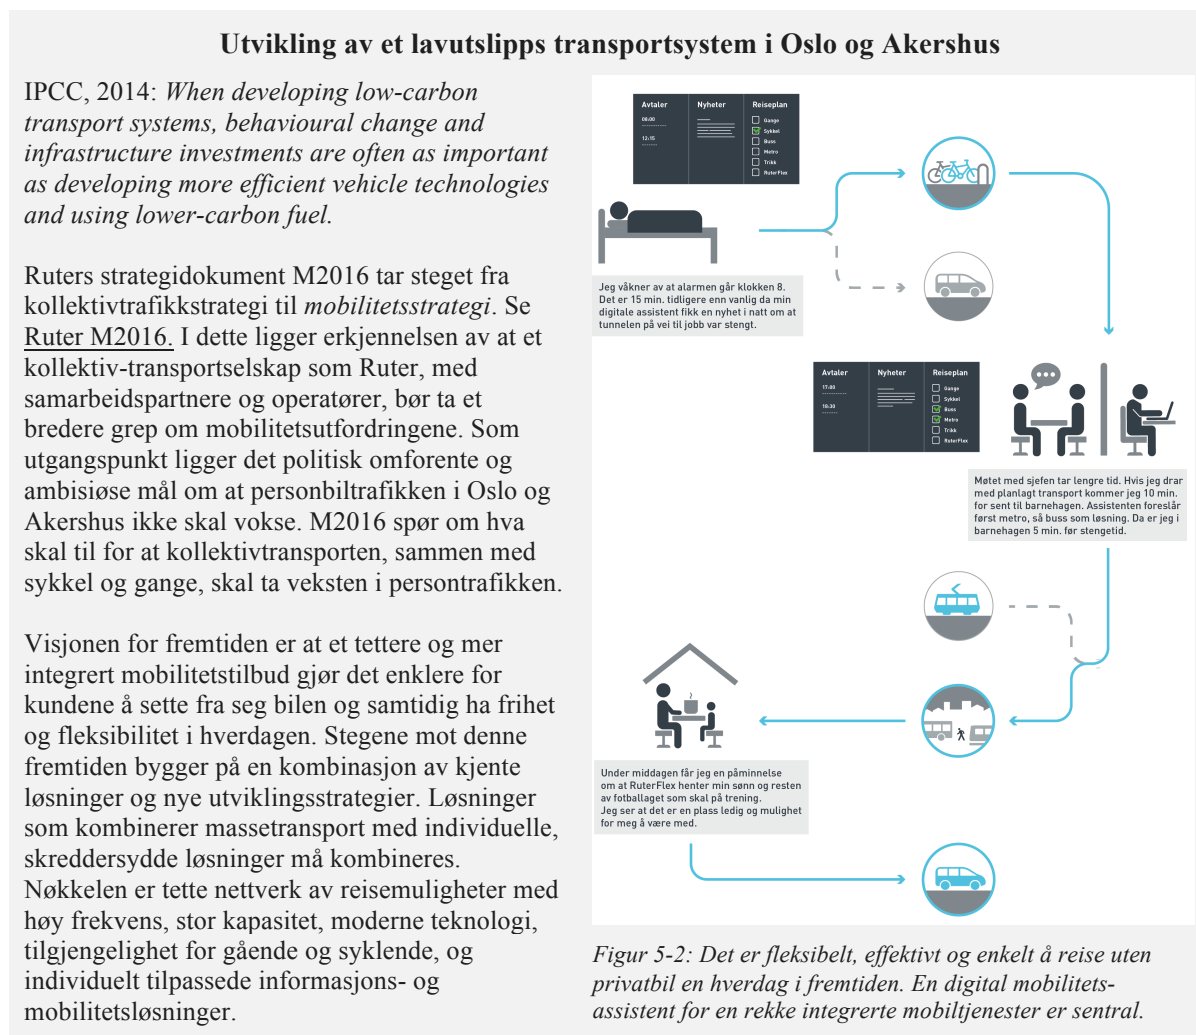 Utvikling av et lavutslipps transportsystem i Oslo og Akershus
IPCC, 2014: When developing low-carbon
transport systems, behavioural change and
infrastructure investments are often as important
as developing more efficient vehicle technologies
and using lower-carbon fuel.
Ruters strategidokument M2016 tar steget fra
kollektivtrafikkstrategi til mobilitetsstrategi. Se
Ruter M2016. I dette ligger erkjennelsen av at et
kollektiv-transportselskap som Ruter, med
samarbeidspartnere og operatører, bør ta et
bredere grep om mobilitetsutfordringene. Som
utgangspunkt ligger det politisk omforente og
ambisiøse mål om at personbiltrafikken i Oslo og
Akershus ikke skal vokse. M2016 spør om hva
skal til for at kollektivtransporten, sammen med
sykkel og gange, skal ta veksten i persontrafikken.
Visjonen for fremtiden er at et tettere og mer
integrert mobilitetstilbud gjør det enklere for
kundene å sette fra seg bilen og samtidig ha frihet
og fleksibilitet i hverdagen. Stegene mot denne
fremtiden bygger på en kombinasjon av kjente
løsninger og nye utviklingsstrategier. Løsninger
som kombinerer massetransport med individuelle,
skreddersydde løsninger må kombineres.
Nøkkelen er tette nettverk av reisemuligheter med
høy frekvens, stor kapasitet, moderne teknologi,
tilgjengelighet for gående og syklende, og
individuelt tilpassede informasjons- og
mobilitetsløsninger.
Avtaler
08:00
12:15
Nyheter
Reiseplan
Gange
Sykkel
Buss
Metro
Trikk
RuterFlex
Jeg våkner av at alarmen går klokken 8.
Det er 15 min. tidligere enn vanlig da min
digitale assistent fikk en nyhet i natt om at
tunnelen på vei til jobb var stengt.
Avtaler
17:00
18:30
Nyheter
Reiseplan
Gange
Sykkel
Buss
Metro
Trikk
RuterFlex
Møtet med sjefen tar lengre tid. Hvis jeg drar
med planlagt transport kommer jeg 10 min.
for sent til barnehagen. Assistenten foreslår
først metro, så buss som løsning. Da er jeg i
barnehagen 5 min. før stengetid.
Under middagen får jeg en påminnelse
om at RuterFlex henter min sønn og resten
av fotballaget som skal på trening.
Jeg ser at det er en plass ledig og mulighet
for meg å være med.
Figur 5-2: Det er fleksibelt, effektivt og enkelt å reise uten
privatbil en hverdag i fremtiden. En digital mobilitets-
assistent for en rekke integrerte mobiltjenester er sentral.